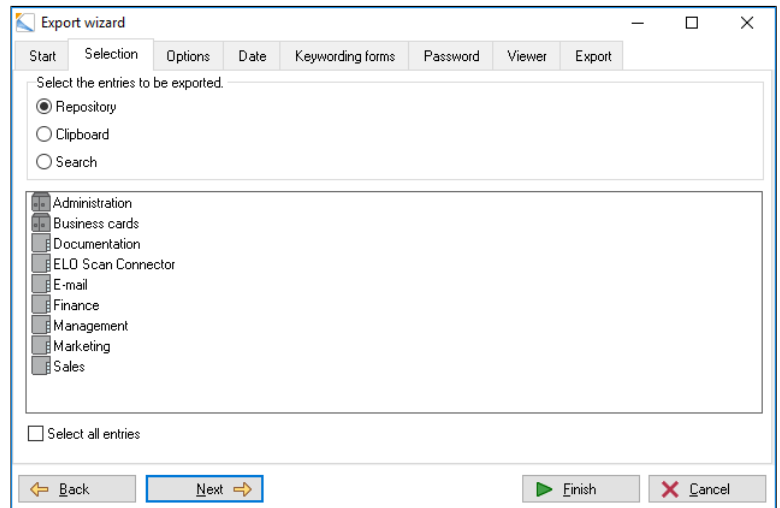 Export wizard
Start Selection Options Date Keywording forms Password Viewer Export
Select the entries to be exported.
Repository
Clipboard
Search
Administration
Business cards
Documentation
ELO Scan Connector
E-mail
Finance
Management
Marketing
Sales
Select all entries
Back Next Finish Cancel